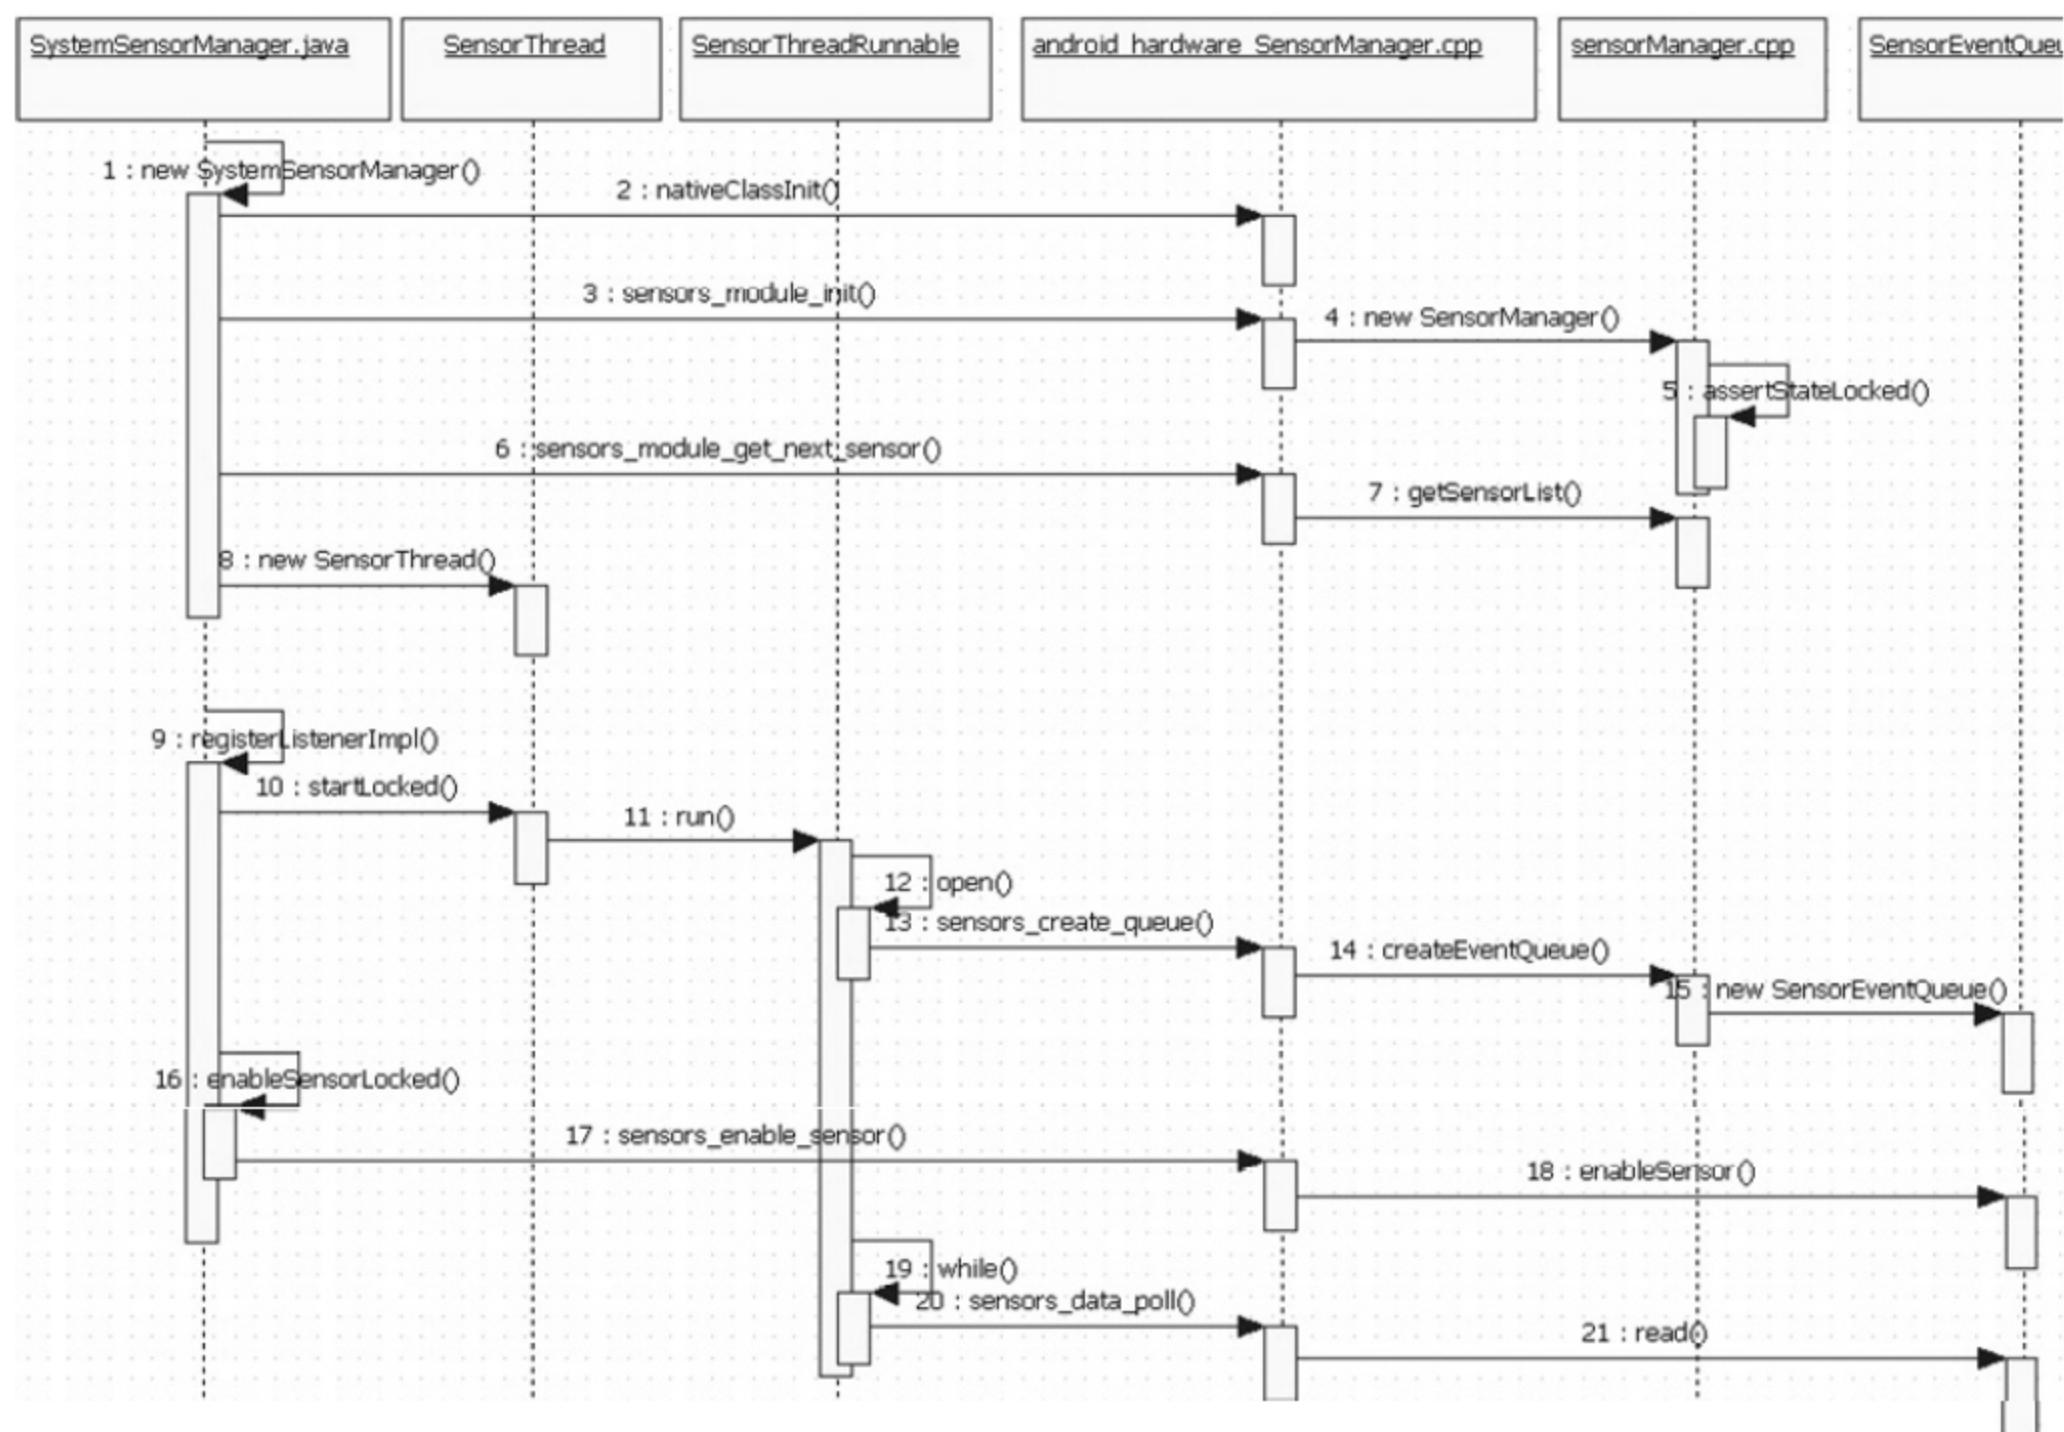 SystemSensorManager.java
SensorThread
SensorThreadRunnable
android_hardware_SensorManager.cpp
sensorManager.cpp
SensorEventQueu
1 : new SystemSensorManager()
2 : nativeClassInit()
3 : sensors_module_init()
4 : new SensorManager()
5 : assertStateLocked()
6 : sensors_module_get_next_sensor()
7 : getSensorList()
8 : new SensorThread()
9 : registerListenerImpl()
10 : startLocked()
11 : run()
12 : open()
13 : sensors_create_queue()
14 : createEventQueue()
15 : new SensorEventQueue()
16 : enableSensorLocked()
17 : sensors_enable_sensor()
18 : enableSensor()
19 : while()
20 : sensors_data_poll()
21 : read()